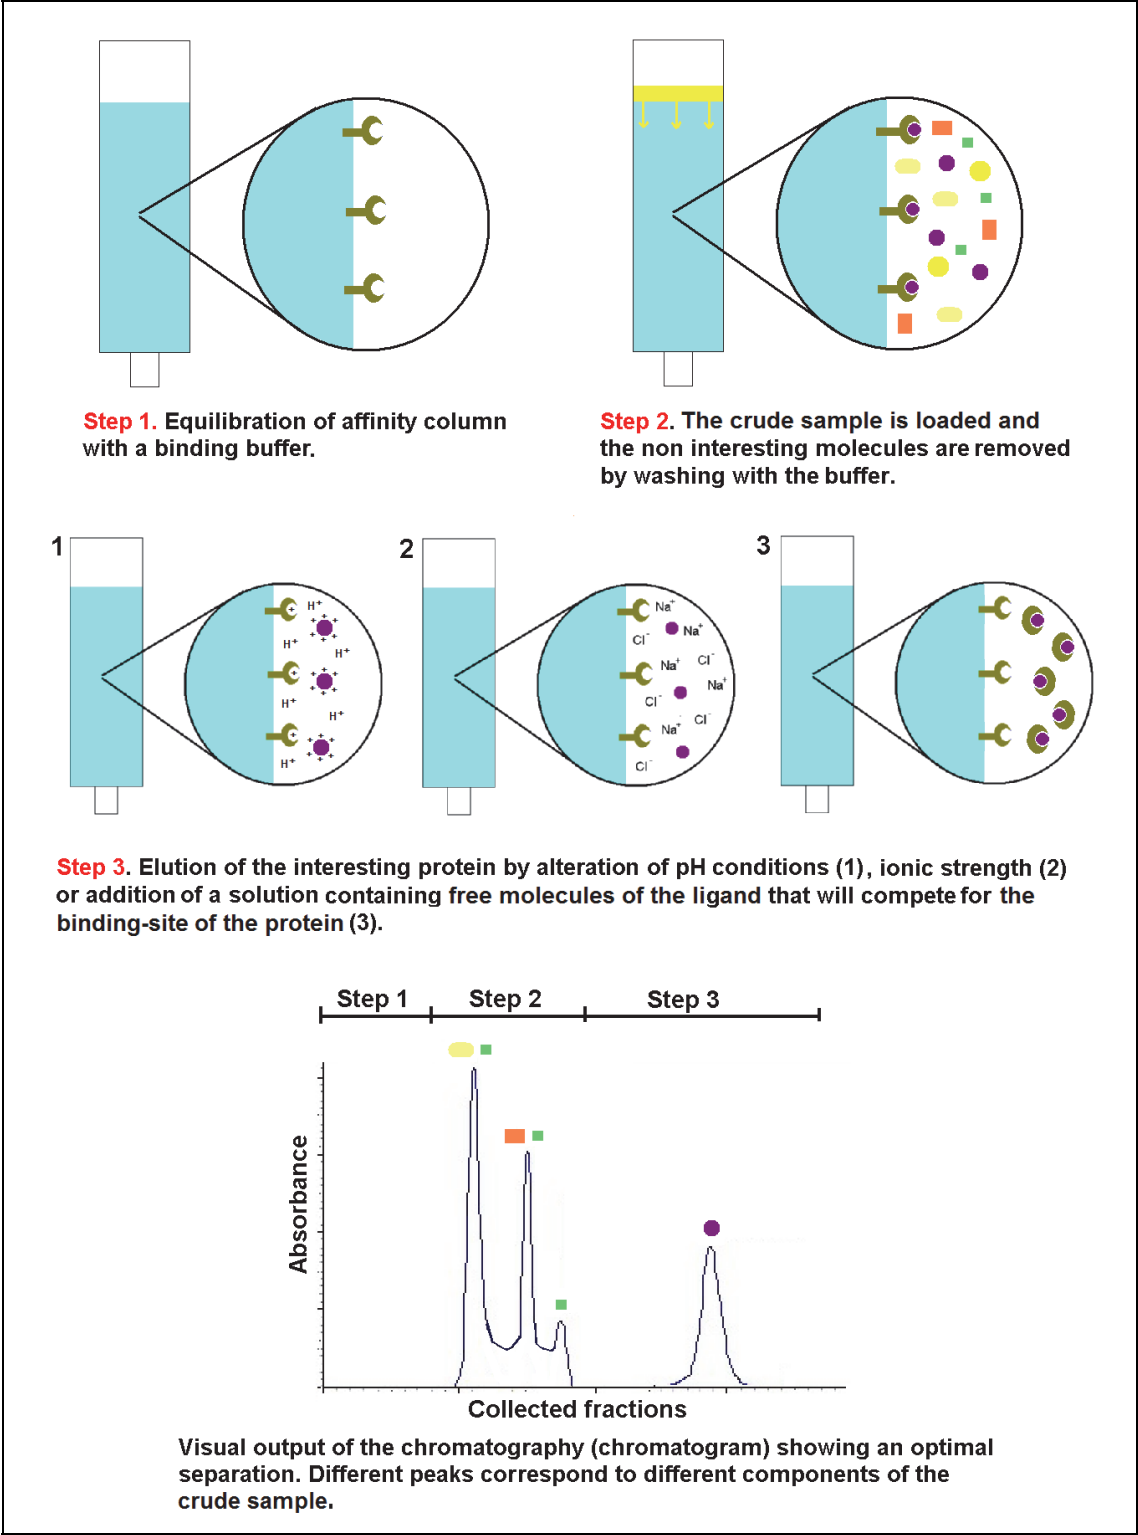 Step 1. Equilibration of affinity column
with a binding buffer.
Step 2. The crude sample is loaded and
the non interesting molecules are removed
by washing with the buffer.
1
2
3
H⁺
H⁺
H⁺
H⁺
H⁺
H⁺
Na⁺
Na⁺
Cl⁻
Cl⁻
Na⁺
Na⁺
Cl⁻
Cl⁻
Na⁺
Cl⁻
Step 3. Elution of the interesting protein by alteration of pH conditions (1), ionic strength (2)
or addition of a solution containing free molecules of the ligand that will compete for the
binding-site of the protein (3).
Step 1 Step 2 Step 3
Absorbance
Collected fractions
Visual output of the chromatography (chromatogram) showing an optimal
separation. Different peaks correspond to different components of the
crude sample.